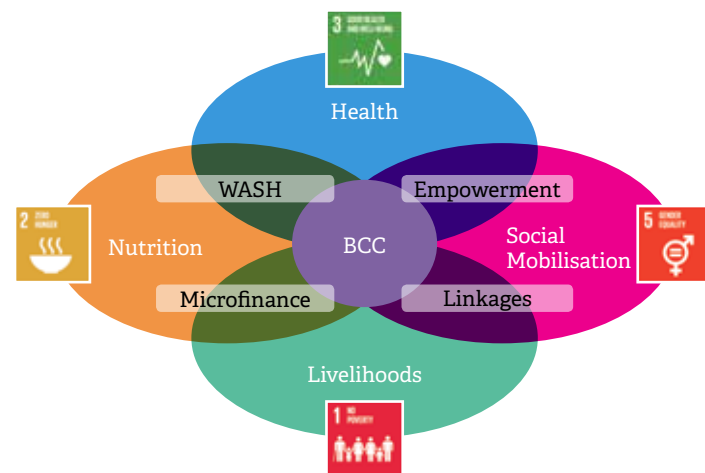 3 GOOD HEALTH
AND WELL-BEING
Health
WASH
Empowerment
2 ZERO
HUNGER
Nutrition
BCC
Social
Mobilisation
5 GENDER
EQUALITY
Microfinance
Linkages
Livelihoods
1 NO
POVERTY